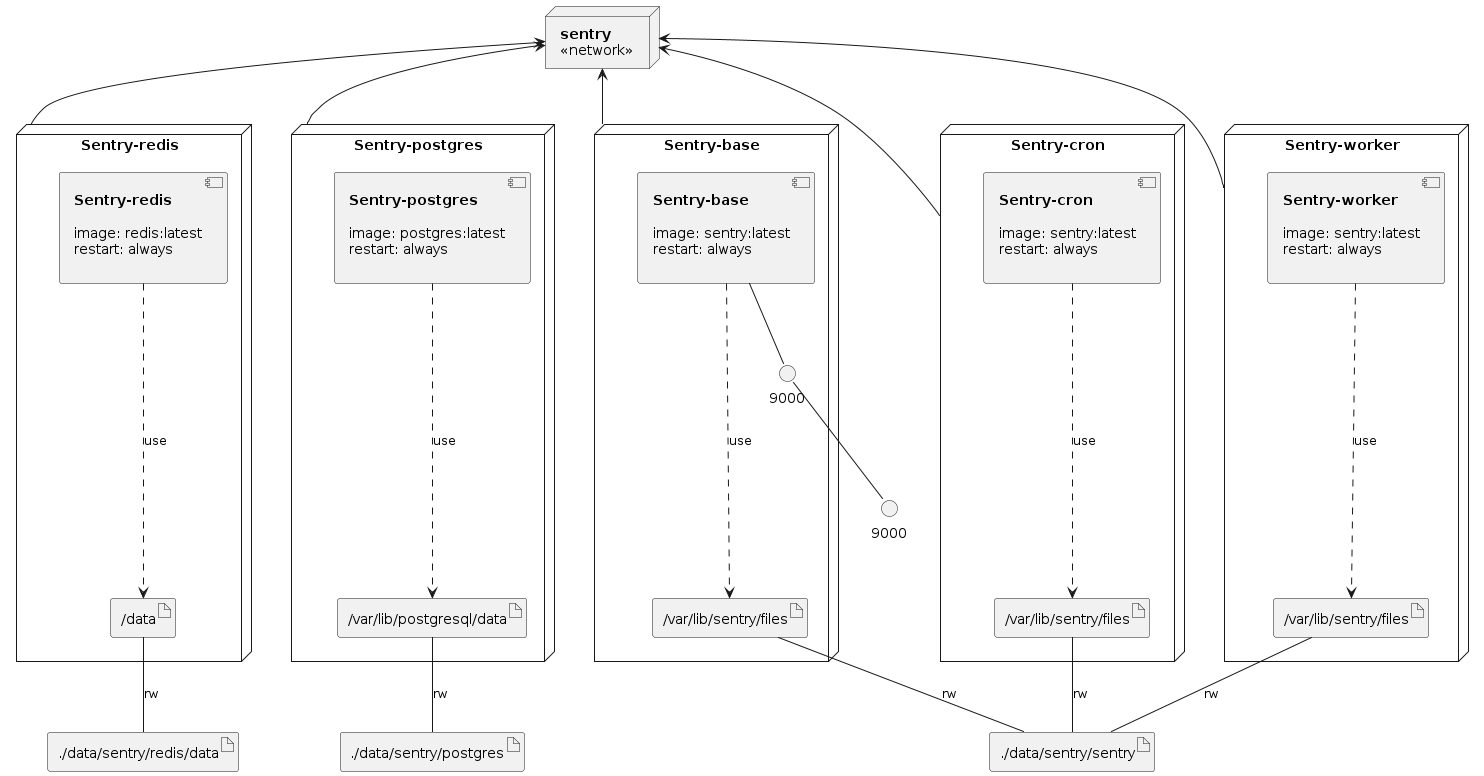 sentry
«network»
Sentry-redis
Sentry-postgres
Sentry-base
Sentry-cron
Sentry-worker
Sentry-redis
image: redis:latest
restart: always
Sentry-postgres
image: postgres:latest
restart: always
Sentry-base
image: sentry:latest
restart: always
Sentry-cron
image: sentry:latest
restart: always
Sentry-worker
image: sentry:latest
restart: always
9000
use
use
use
use
use
9000
/data
/var/lib/postgresql/data
/var/lib/sentry/files
/var/lib/sentry/files
/var/lib/sentry/files
rw
rw
rw
rw
rw
./data/sentry/redis/data
./data/sentry/postgres
./data/sentry/sentry